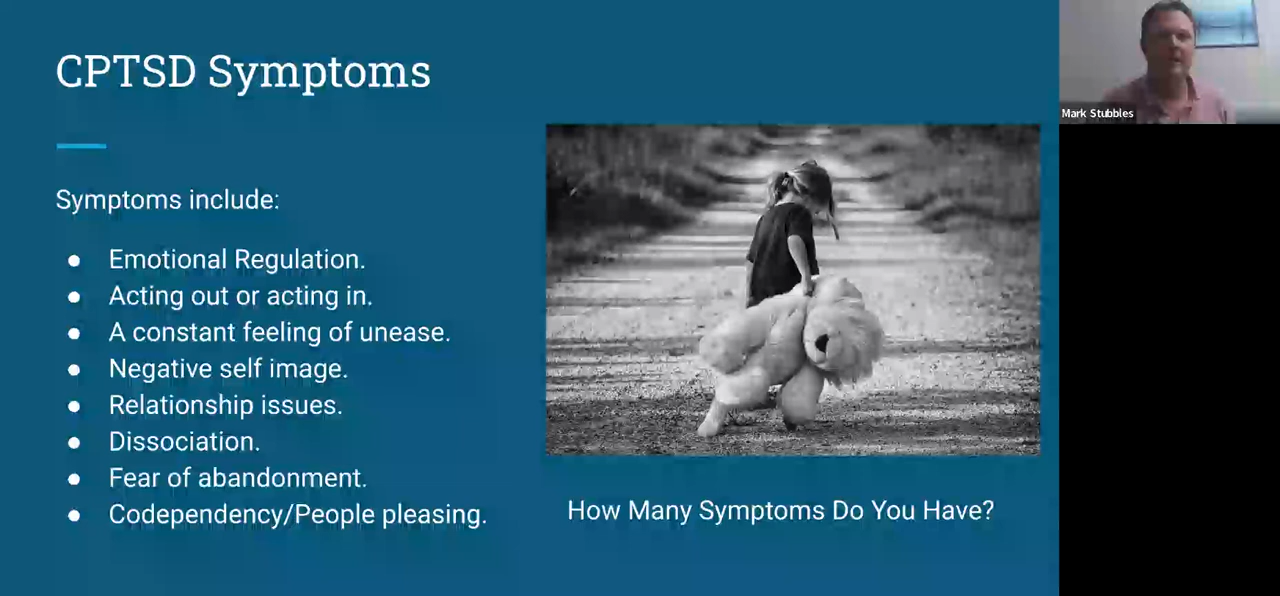 CPTSD Symptoms
Mark Stubbles
Symptoms include:
● Emotional Regulation.
● Acting out or acting in.
● A constant feeling of unease.
● Negative self image.
● Relationship issues.
● Dissociation.
● Fear of abandonment.
● Codependency/People pleasing.
How Many Symptoms Do You Have?